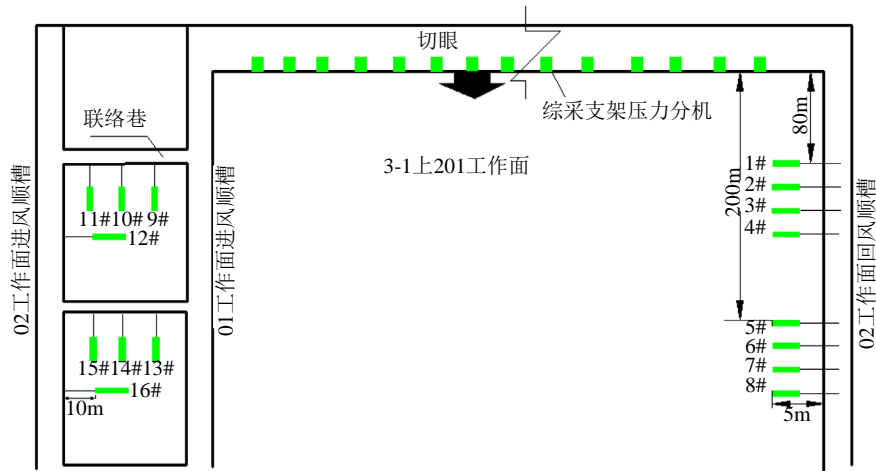 切眼
综采支架压力分机
联络巷
3-1上201工作面
80m
200m
1#
2#
3#
4#
5#
6#
7#
8#
5m
11#10#9#
12#
15#14#13#
16#
10m
02工作面进风顺槽
01工作面进风顺槽
02工作面回风顺槽